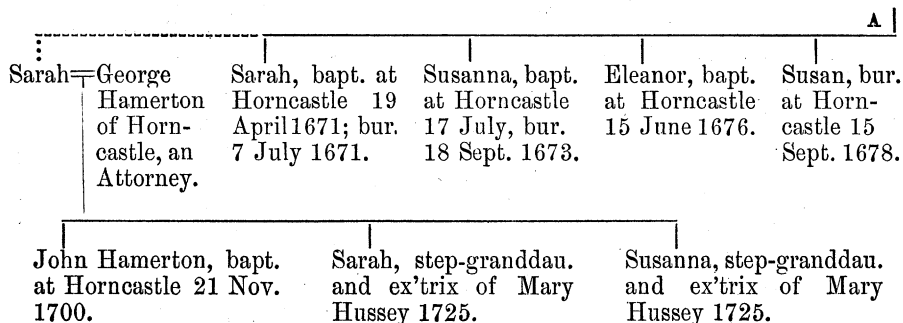 A
Sarah═George
Hamerton
of Horn-
castle, an
Attorney.
Sarah, bapt. at
Horncastle 19
April 1671; bur.
7 July 1671.
Susanna, bapt.
at Horncastle
17 July, bur.
18 Sept. 1673.
Eleanor, bapt.
at Horncastle
15 June 1676.
Susan, bur.
at Horn-
castle 15
Sept. 1678.
John Hamerton, bapt.
at Horncastle 21 Nov.
1700.
Sarah, step-granddau.
and ex'trix of Mary
Hussey 1725.
Susanna, step-granddau.
and ex'trix of Mary
Hussey 1725.